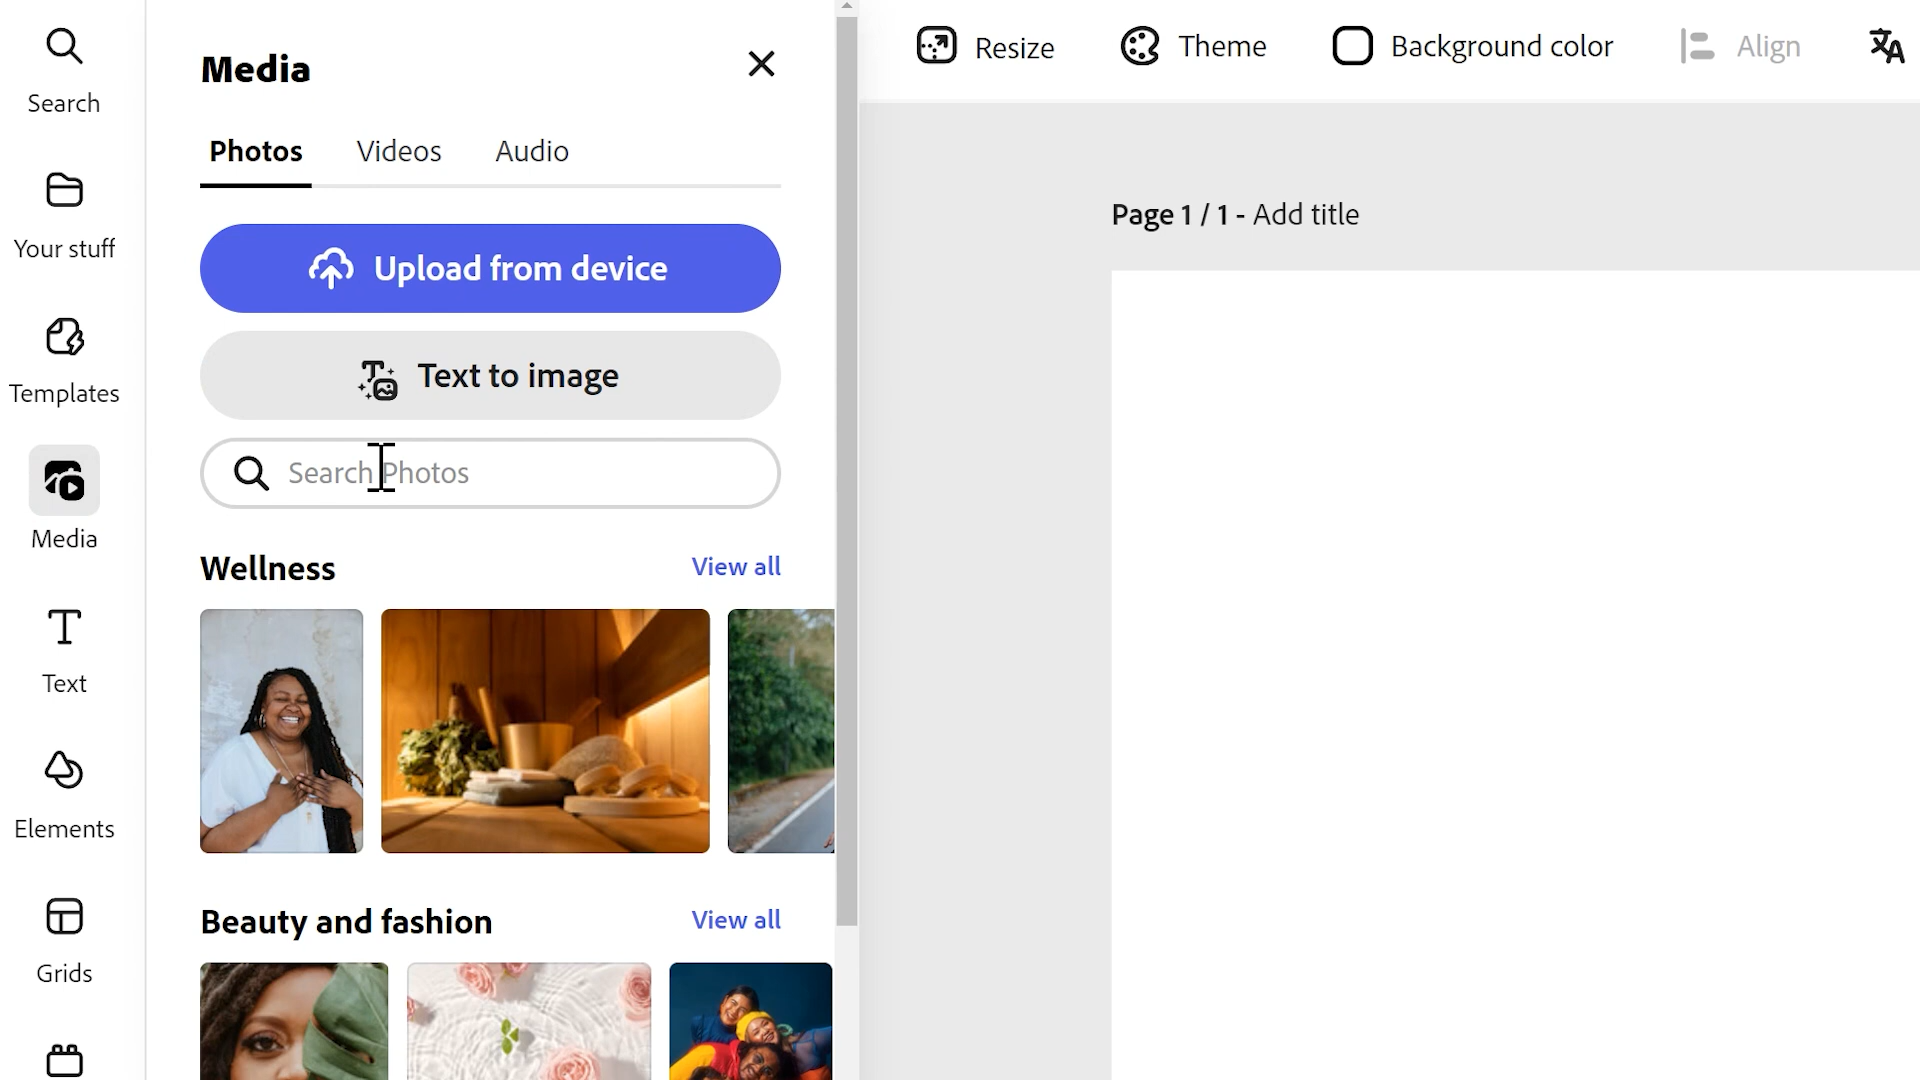 Search
Your stuff
Templates
Media
Text
Elements
Grids
Media
Photos
Videos
Audio
Upload from device
Text to image
Search Photos
Wellness
View all
Beauty and fashion
View all
Resize
Theme
Background color
Align
Page 1 / 1 - Add title